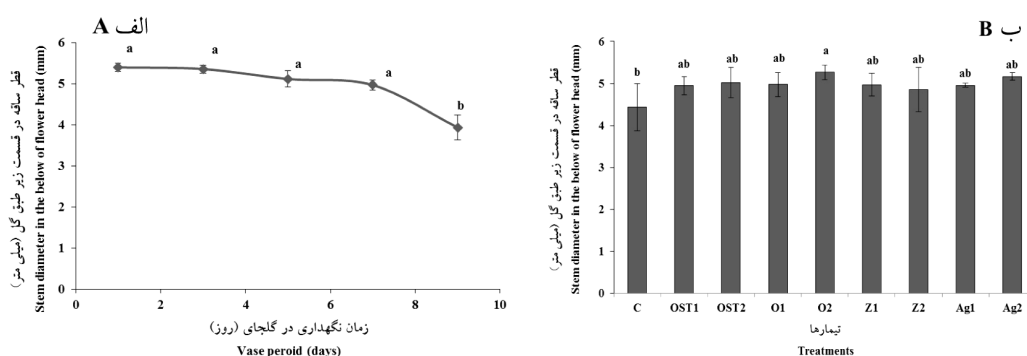 الف A
a
a
a
a
b
6
5
4
3
2
1
0
0 2 4 6 8 10
قطر ساقه در قسمت زیر طبق گل (میلی متر)
Stem diameter in the below of flower head (mm)
زمان نگهداری در گلجای (روز)
Vase peroid (days)
ب B
b ab ab ab a ab ab ab ab
6
5
4
3
2
1
0
C OST1 OST2 O1 O2 Z1 Z2 Ag1 Ag2
قطر ساقه در قسمت زیر طبق گل (میلی متر)
Stem diameter in the below of flower head (mm)
تیمارها
Treatments